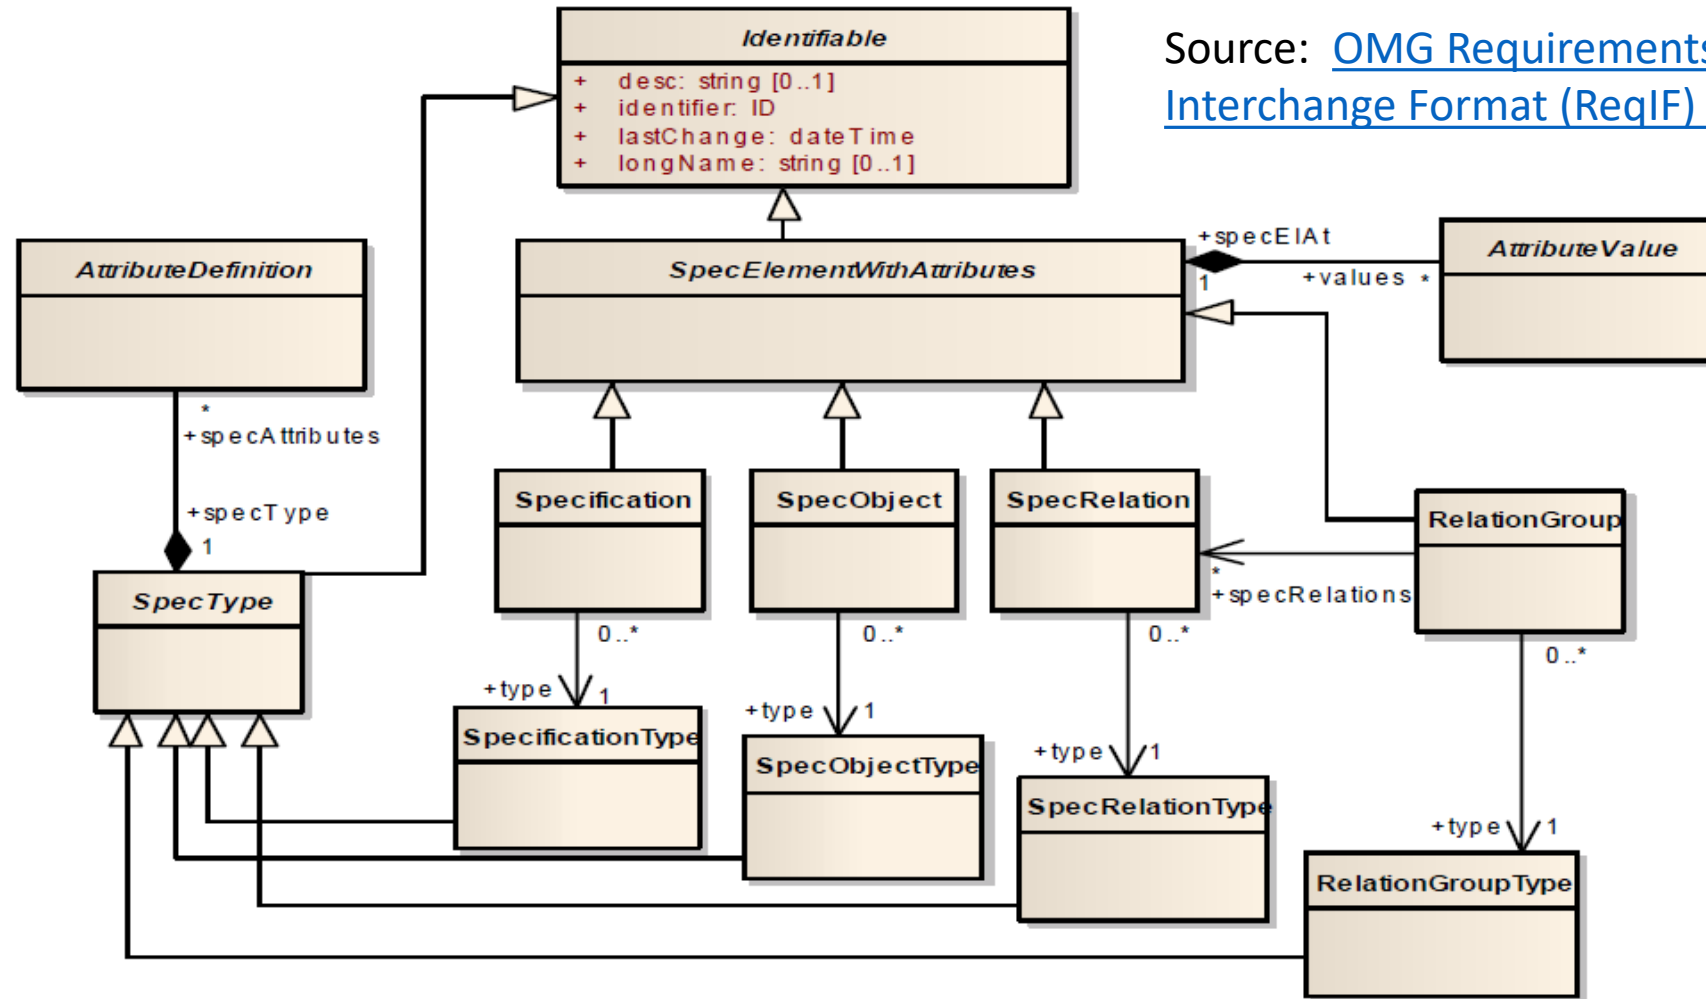 Identifiable
+ desc: string [0..1]
+ identifier: ID
+ lastChange: dateTime
+ longName: string [0..1]
Source: OMG Requirements
Interchange Format (ReqIF)
AttributeDefinition
SpecElementWithAttributes
+specElAt
1
+values *
AttributeValue
*
+specAttributes
+specType
1
SpecType
Specification
SpecObject
SpecRelation
RelationGroup
*
+specRelations
0..*
0..*
0..*
0..*
+type 1
+type 1
+type 1
+type 1
SpecificationType
SpecObjectType
SpecRelationType
RelationGroupType